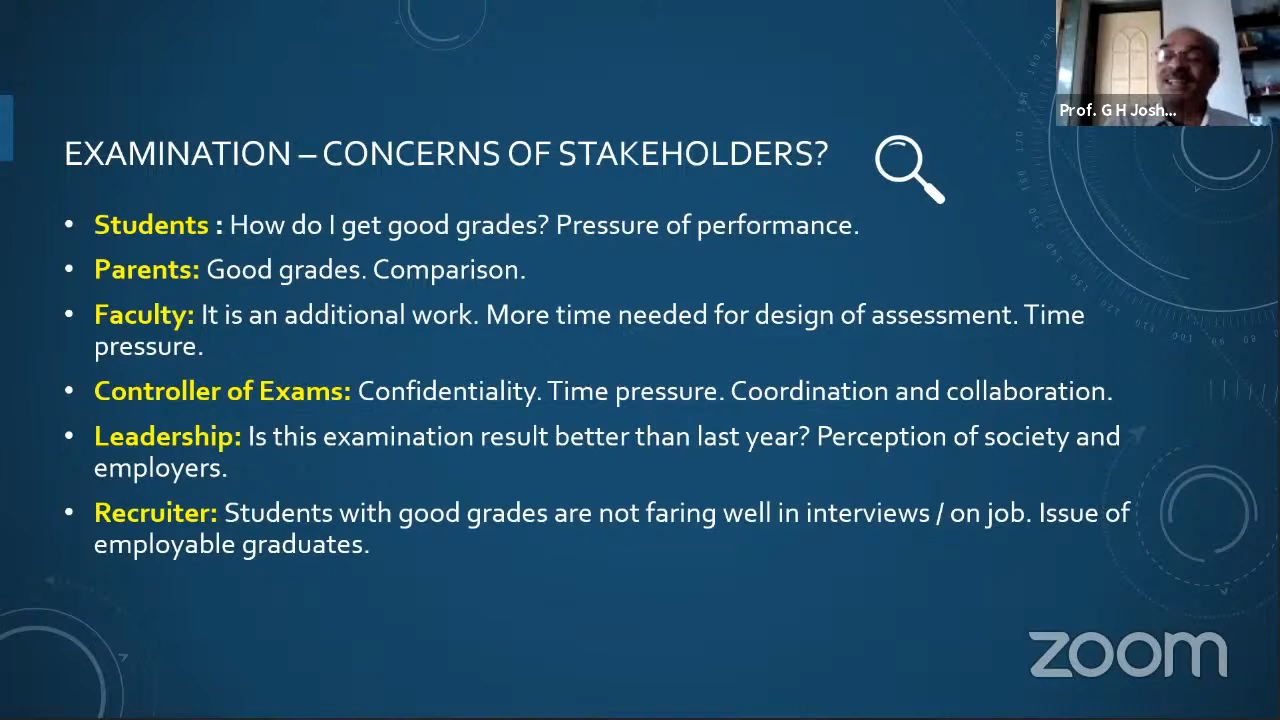 Prof. G H Josh...
EXAMINATION – CONCERNS OF STAKEHOLDERS?
• Students : How do I get good grades? Pressure of performance.
• Parents: Good grades. Comparison.
• Faculty: It is an additional work. More time needed for design of assessment. Time
pressure.
• Controller of Exams: Confidentiality. Time pressure. Coordination and collaboration.
• Leadership: Is this examination result better than last year? Perception of society and
employers.
• Recruiter: Students with good grades are not faring well in interviews / on job. Issue of
employable graduates.
zoom